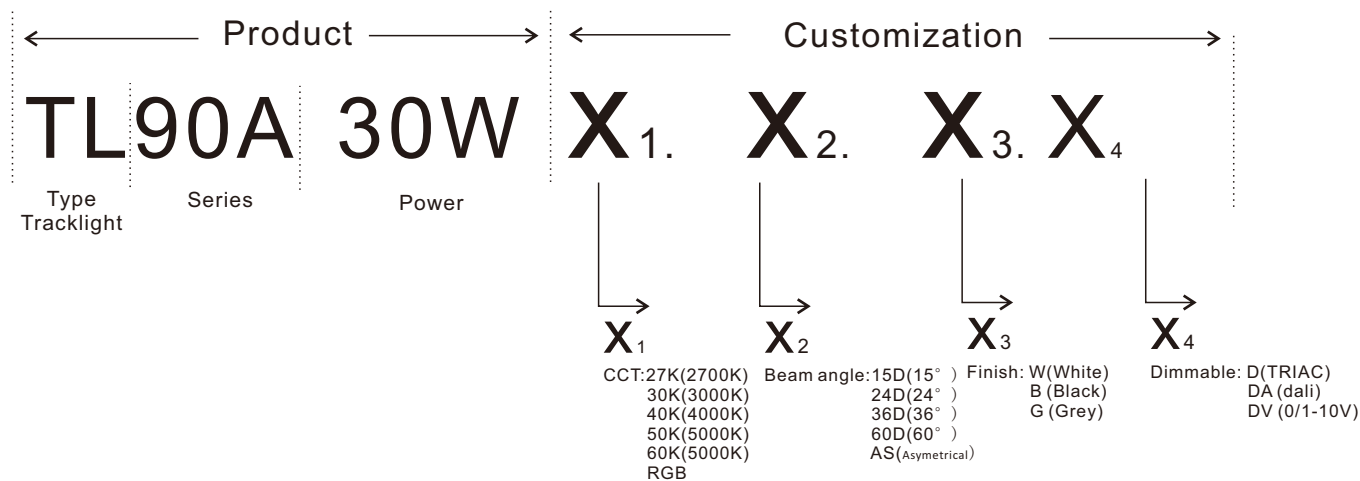 Product Customization
TL 90A 30W X1. X2. X3. X4
Type Series Power
Tracklight
X1 X2 X3 X4
CCT:27K(2700K) Beam angle:15D(15°) Finish: W(White) Dimmable: D(TRIAC)
30K(3000K) 24D(24°) B (Black) DA (dali)
40K(4000K) 36D(36°) G (Grey) DV (0/1-10V)
50K(5000K) 60D(60°)
60K(5000K) AS(Asymetrical)
RGB